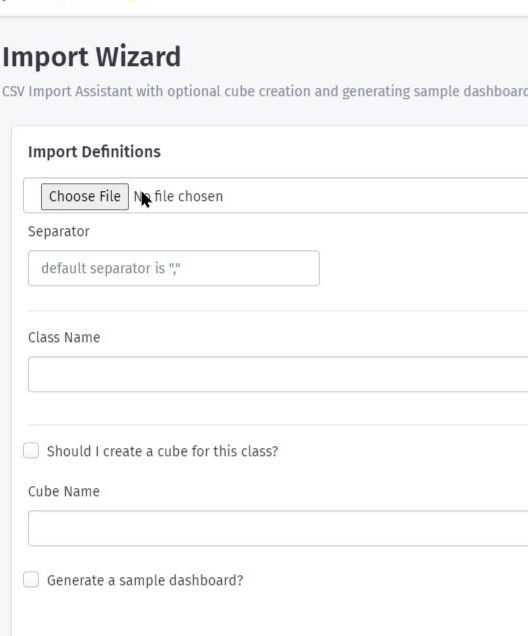 Import Wizard
CSV Import Assistant with optional cube creation and generating sample dashboard
Import Definitions
Choose File No file chosen
Separator
default separator is ","
Class Name
Should I create a cube for this class?
Cube Name
Generate a sample dashboard?